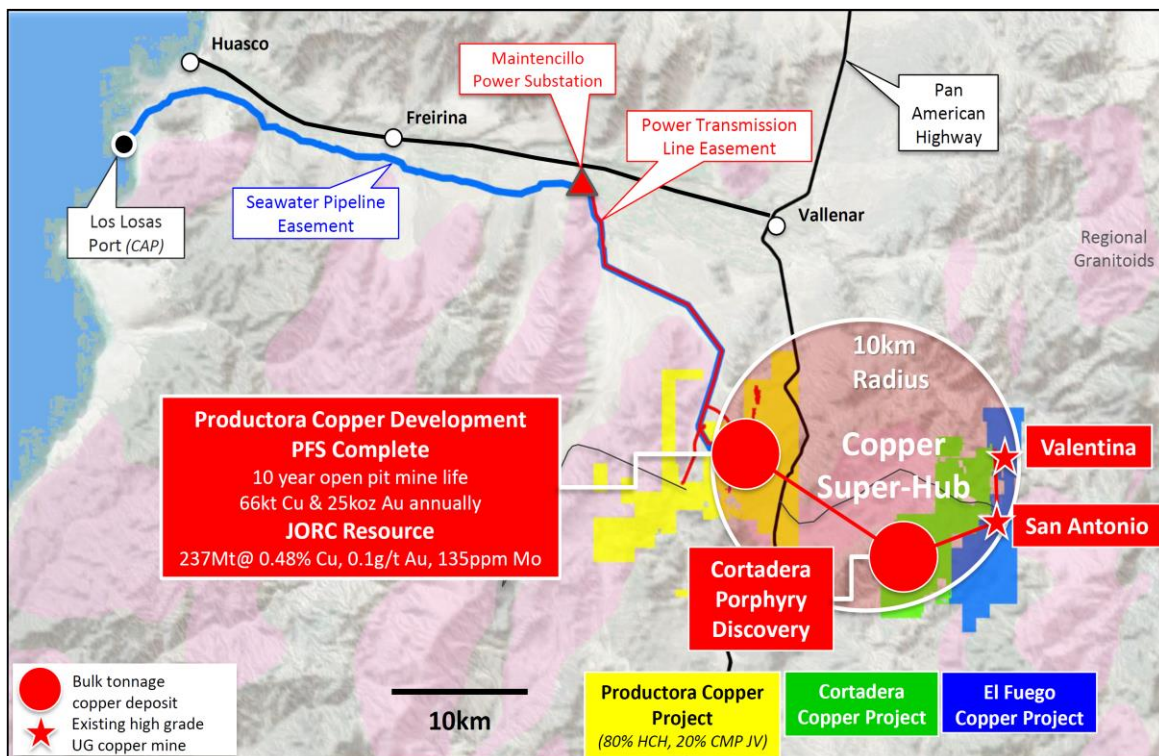 Huasco
Maintencillo
Power Substation
Pan
American
Highway
Freirina
Power Transmission
Line Easement
Seawater Pipeline
Easement
Los Losas
Port (CAP)
Vallenar
Regional
Granitoids
10km
Radius
Productora Copper Development
PFS Complete
10 year open pit mine life
66kt Cu & 25koz Au annually
JORC Resource
237Mt@ 0.48% Cu, 0.1g/t Au, 135ppm Mo
Copper
Super-Hub
Valentina
San Antonio
Cortadera
Porphyry
Discovery
Bulk tonnage
copper deposit
Existing high grade
UG copper mine
10km
Productora Copper
Project
(80% HCH, 20% CMP JV)
Cortadera
Copper Project
El Fuego
Copper Project